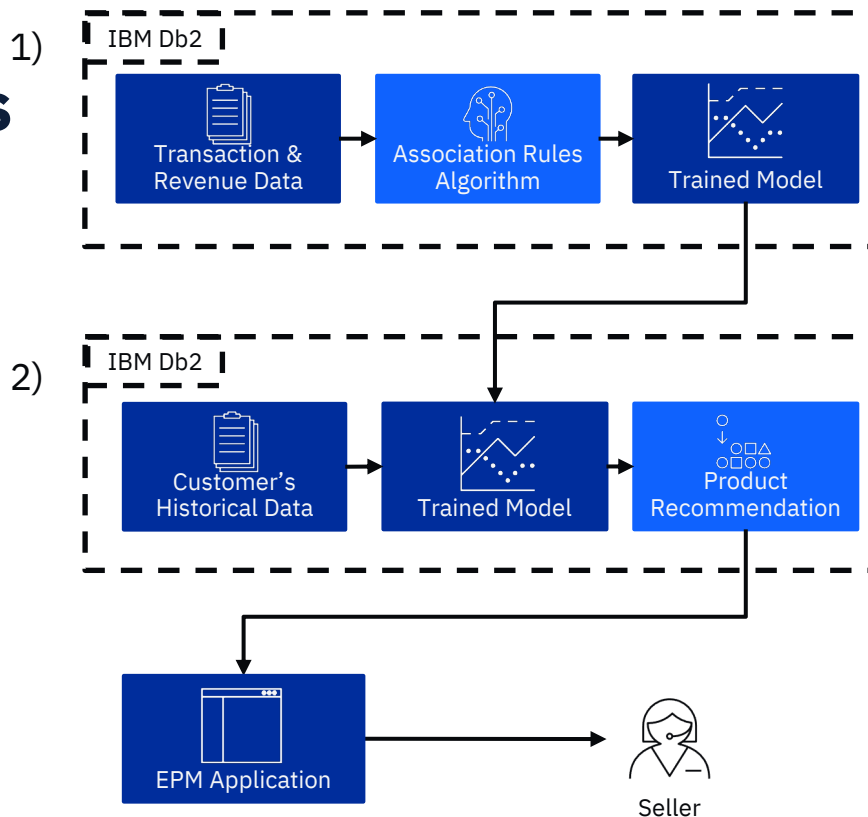 1)
IBM Db2
s
Transaction &
Revenue Data
Association Rules
Algorithm
Trained Model
2)
IBM Db2
Customer’s
Historical Data
Trained Model
Product
Recommendation
EPM Application
Seller